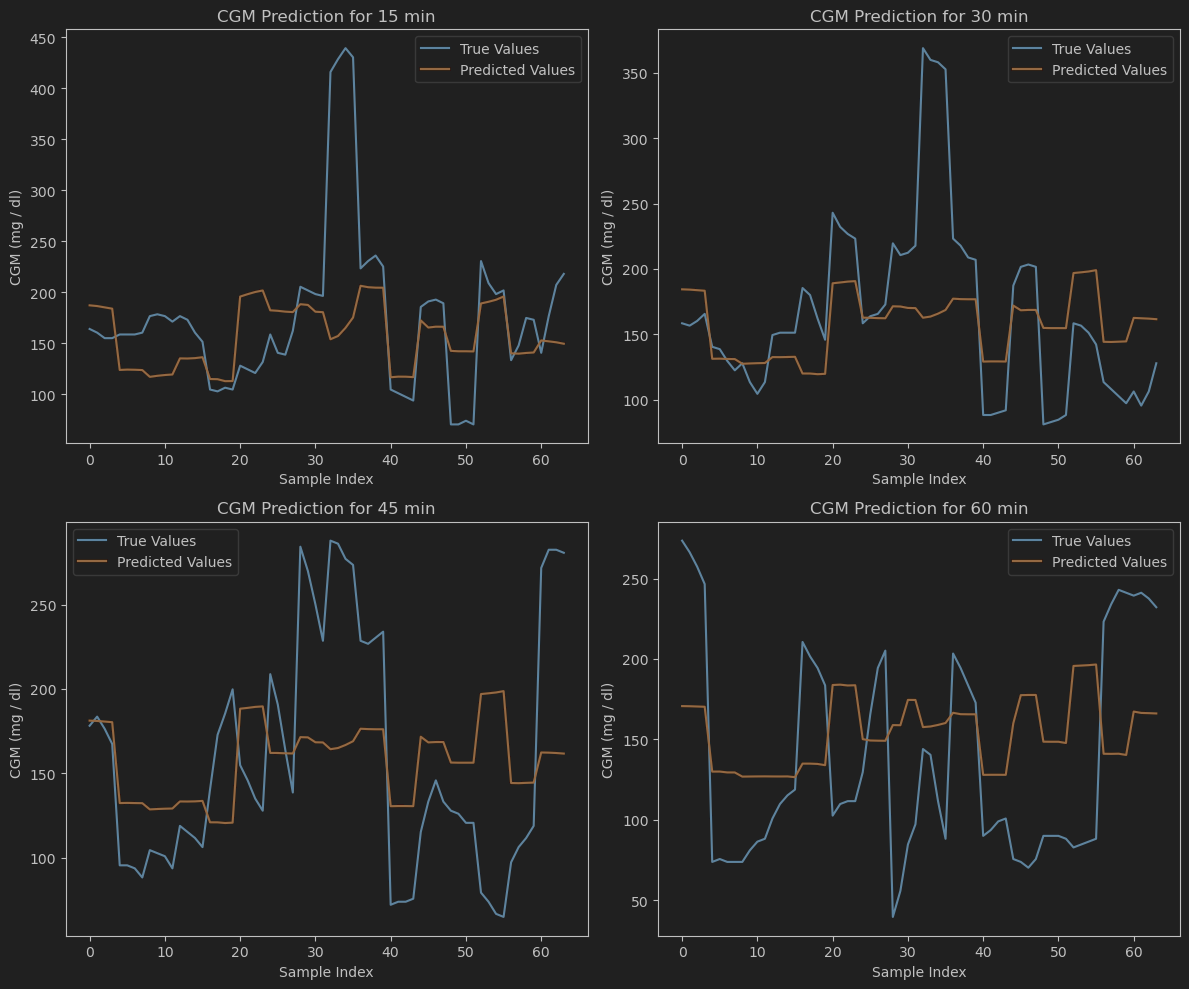 CGM Prediction for 15 min
450
400
350
300
250
200
150
100
CGM (mg / dl)
True Values
Predicted Values
0 10 20 30 40 50 60
Sample Index
CGM Prediction for 30 min
350
300
250
200
150
100
CGM (mg / dl)
True Values
Predicted Values
0 10 20 30 40 50 60
Sample Index
CGM Prediction for 45 min
250
200
150
100
CGM (mg / dl)
True Values
Predicted Values
0 10 20 30 40 50 60
Sample Index
CGM Prediction for 60 min
250
200
150
100
50
CGM (mg / dl)
True Values
Predicted Values
0 10 20 30 40 50 60
Sample Index